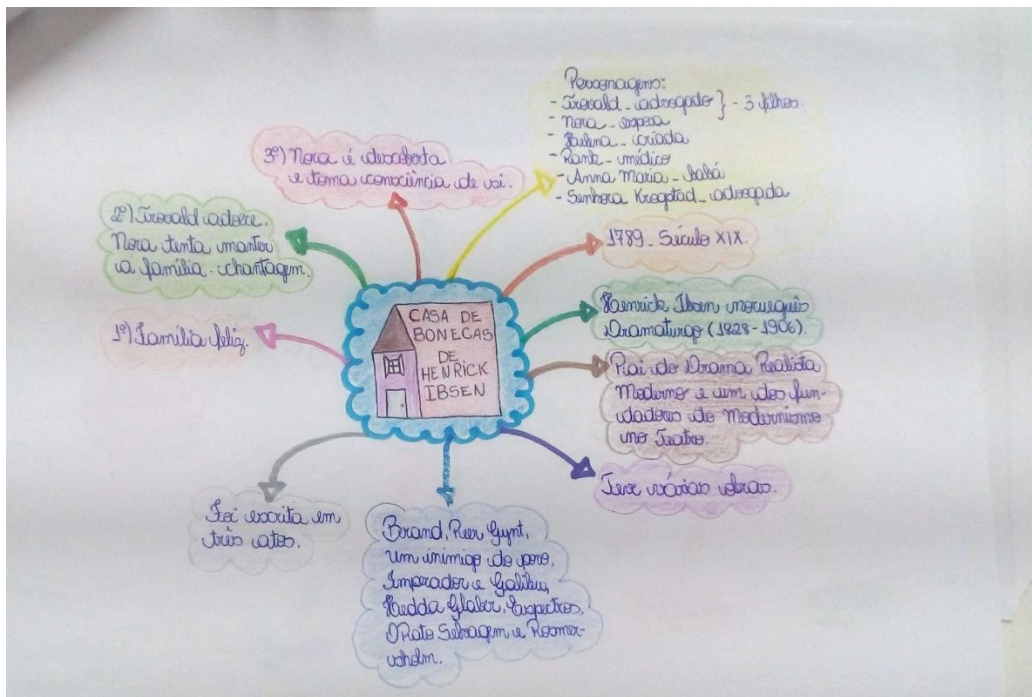 CASA DE
BONECAS
DE
HENRICK
IBSEN
Personagens:
- Torvald - advogado } - 3 filhos.
- Nora - esposa
- Helena - criada
- Rank - médico
- Anna Maria - babá
- Senhora Krogstad - advogada
1789 - Século XIX.
Henrick Ibsen norueguês
Dramaturgo (1828-1906).
Pai do Drama Realista
Moderno e um dos fun-
dadores do Modernismo
no Teatro.
Teve várias obras.
Brand, Peer Gynt,
um inimigo do povo,
Imperador e Galileu,
Hedda Glaber, Espectros,
O Pato Selvagem e Rosmer-
sholm.
Foi escrita em
três atos.
1º) Família feliz.
2º) Torvald adoece.
Nora tenta manter
a família - chantagem.
3º) Nora é descoberta
e toma consciência de si.